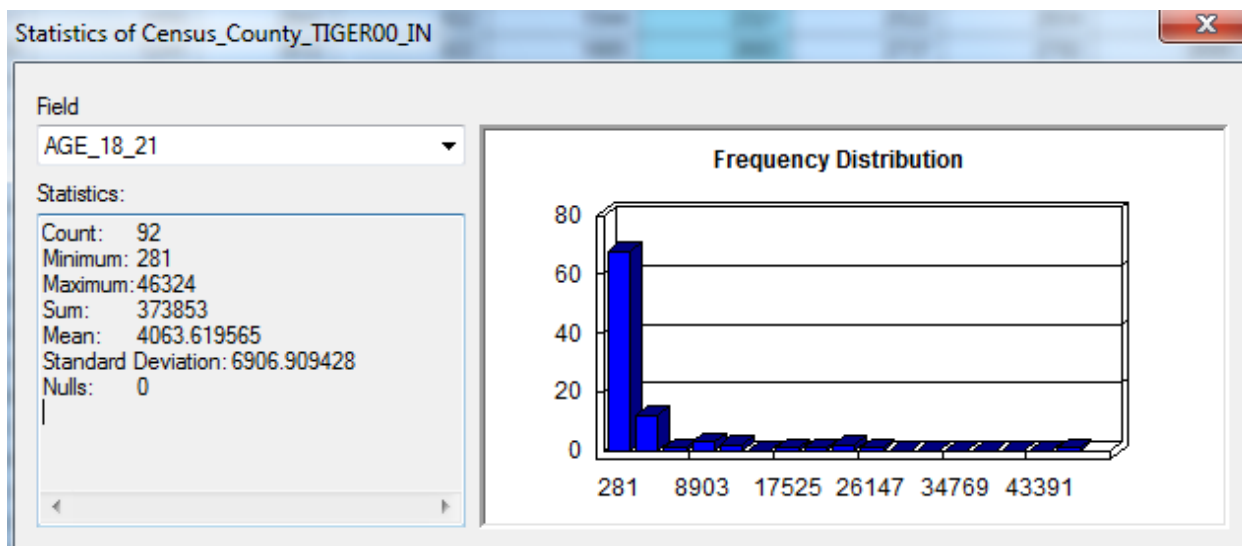 Statistics of Census_County_TIGER00_IN
Field
AGE_18_21
Statistics:
Count: 92
Minimum: 281
Maximum: 46324
Sum: 373853
Mean: 4063.619565
Standard Deviation: 6906.909428
Nulls: 0
Frequency Distribution
80
60
40
20
0
281 8903 17525 26147 34769 43391